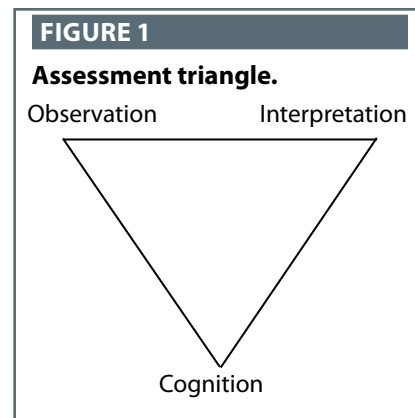 FIGURE 1
Assessment triangle.
Observation Interpretation
Cognition